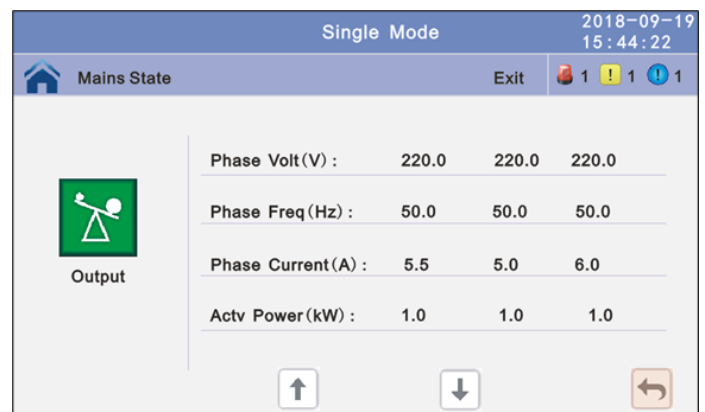 Single Mode
2018-09-19
15:44:22
Mains State Exit 1 ! 1 ! 1
Phase Volt(V): 220.0 220.0 220.0
Phase Freq(Hz): 50.0 50.0 50.0
Output
Phase Current(A): 5.5 5.0 6.0
Actv Power(kW): 1.0 1.0 1.0